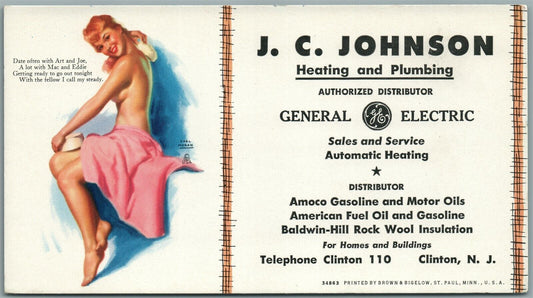 Date often with Art and Joe,
A lot with Mac and Eddie
Getting ready to go out tonight
With the fellow I call my steady.
EARL
MORAN
J. C. JOHNSON
Heating and Plumbing
AUTHORIZED DISTRIBUTOR
GENERAL GE ELECTRIC
Sales and Service
Automatic Heating
DISTRIBUTOR
Amoco Gasoline and Motor Oils
American Fuel Oil and Gasoline
Baldwin-Hill Rock Wool Insulation
For Homes and Buildings
Telephone Clinton 110 Clinton, N. J.
34863 PRINTED BY BROWN & BIGELOW, ST. PAUL, MINN., U. S. A.